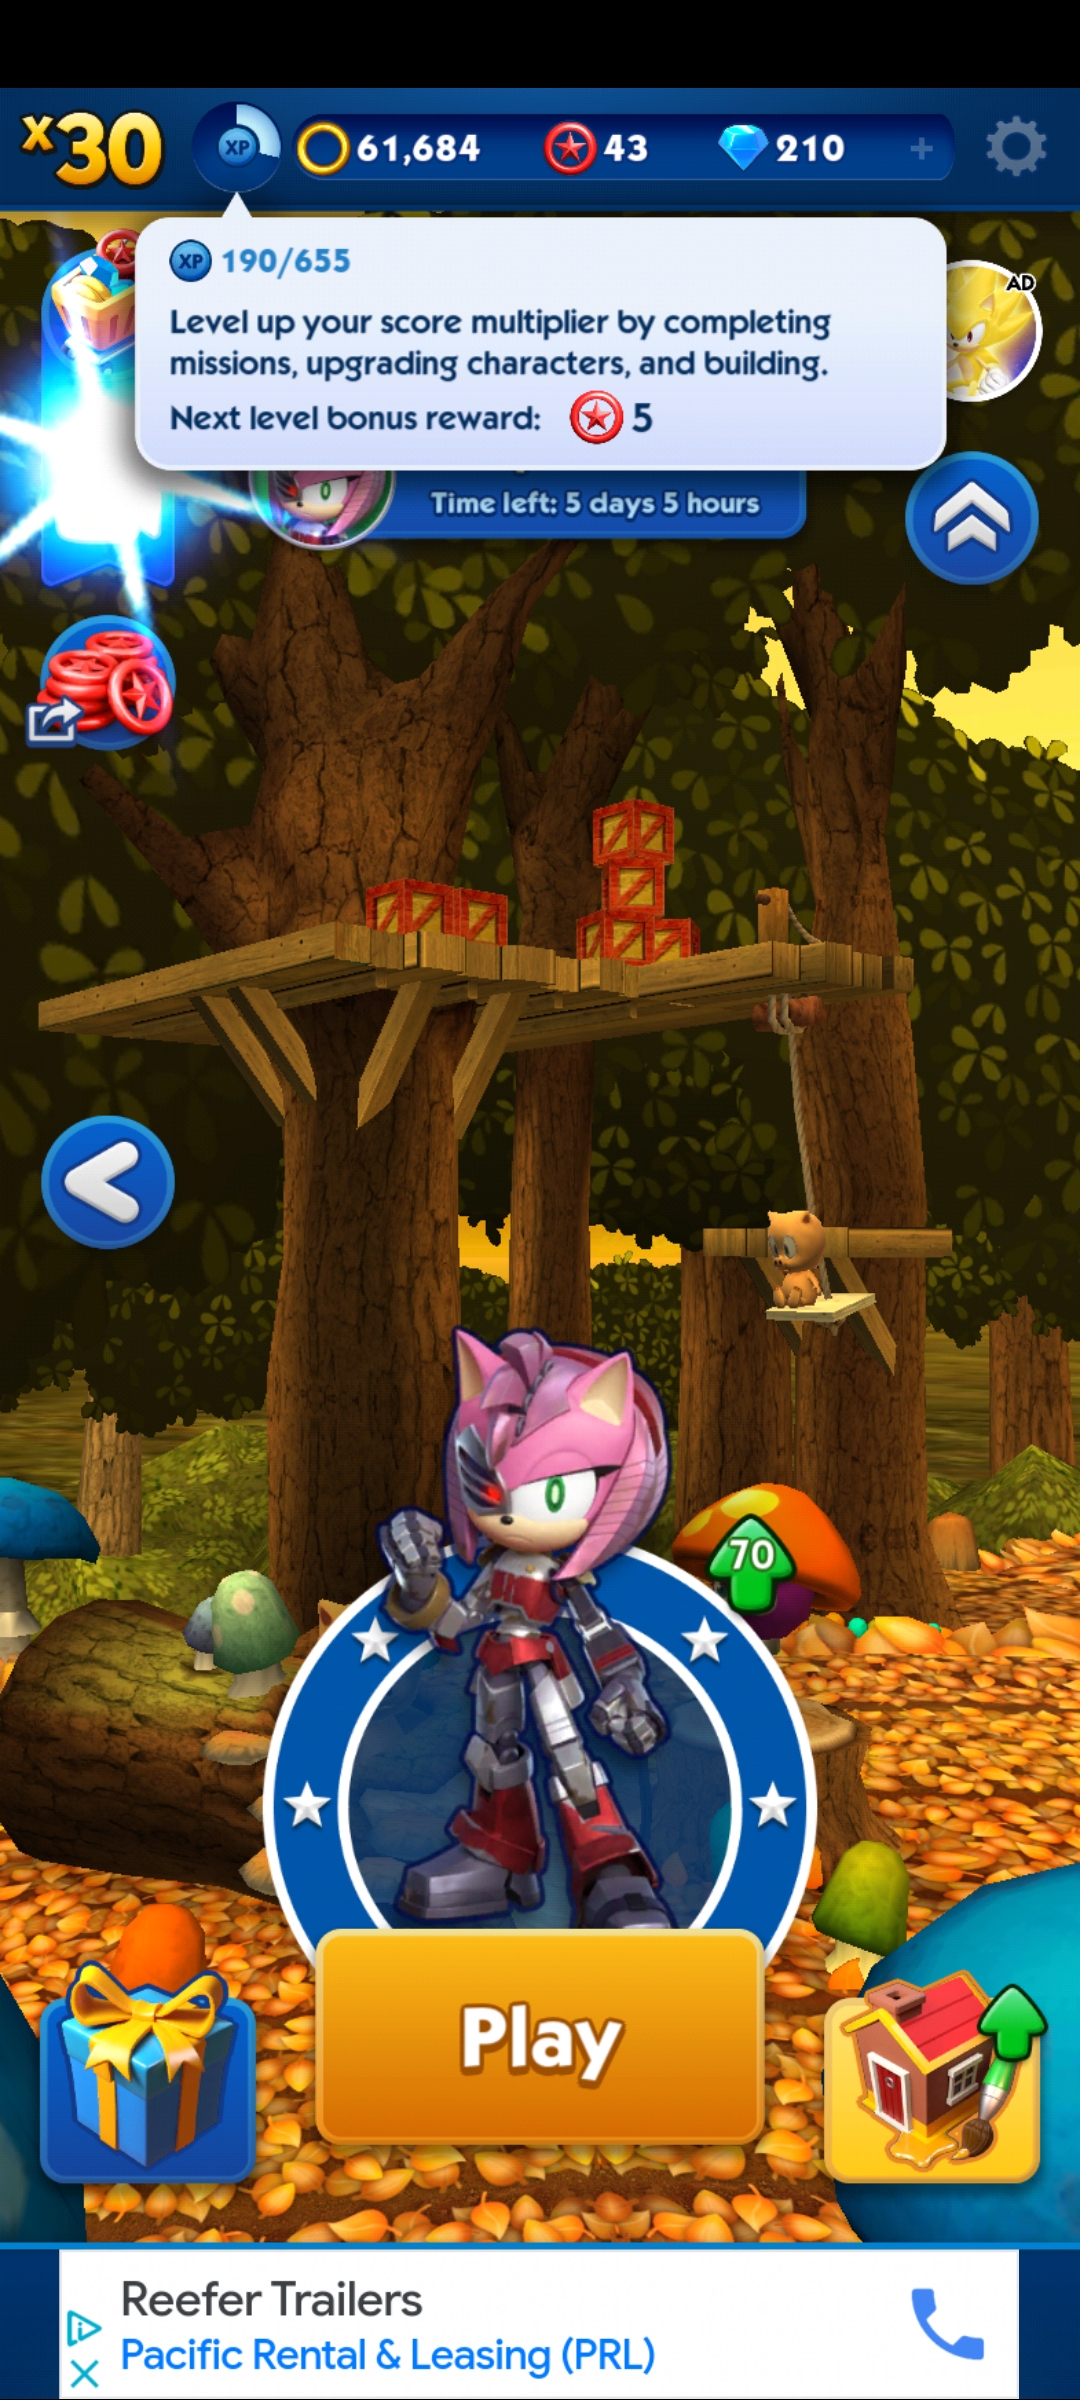 x30
XP
61,684
43
210
+
XP 190/655
Level up your score multiplier by completing
missions, upgrading characters, and building.
Next level bonus reward: 5
AD
Time left: 5 days 5 hours
70
Play
Reefer Trailers
Pacific Rental & Leasing (PRL)